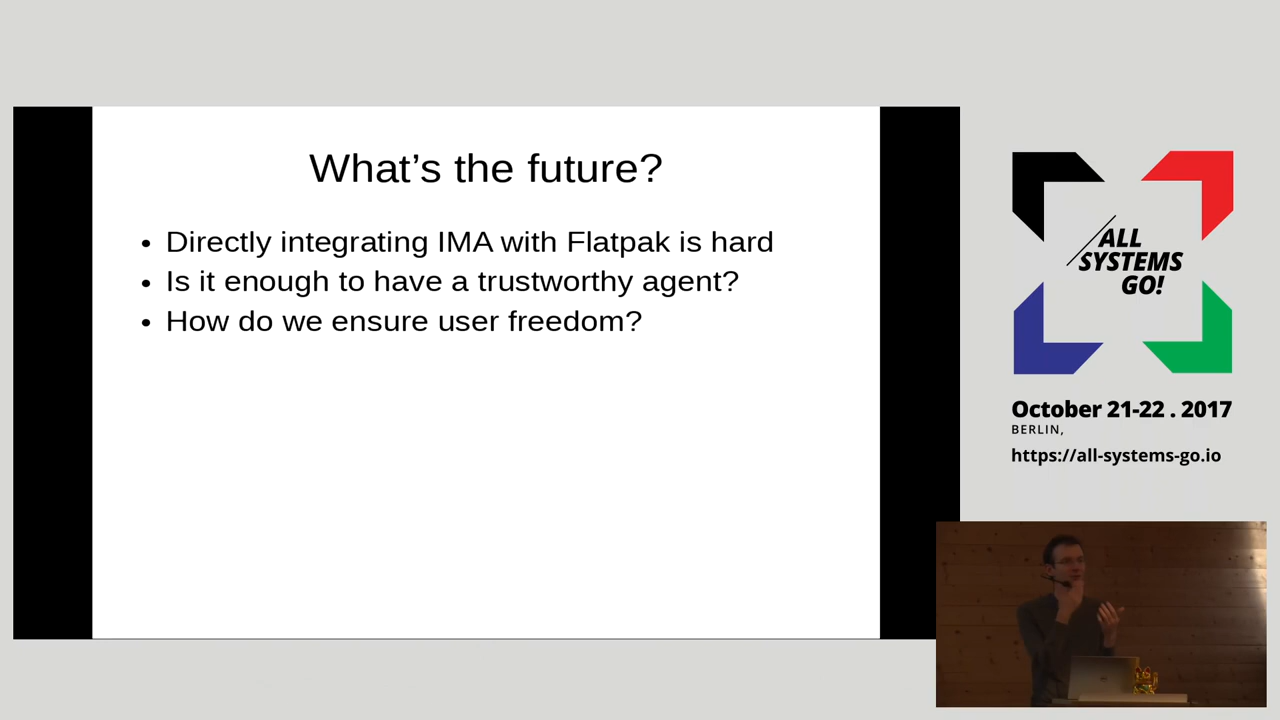 What’s the future?
• Directly integrating IMA with Flatpak is hard
• Is it enough to have a trustworthy agent?
• How do we ensure user freedom?
ALL
SYSTEMS
GO!
October 21-22 . 2017
BERLIN,
https://all-systems-go.io